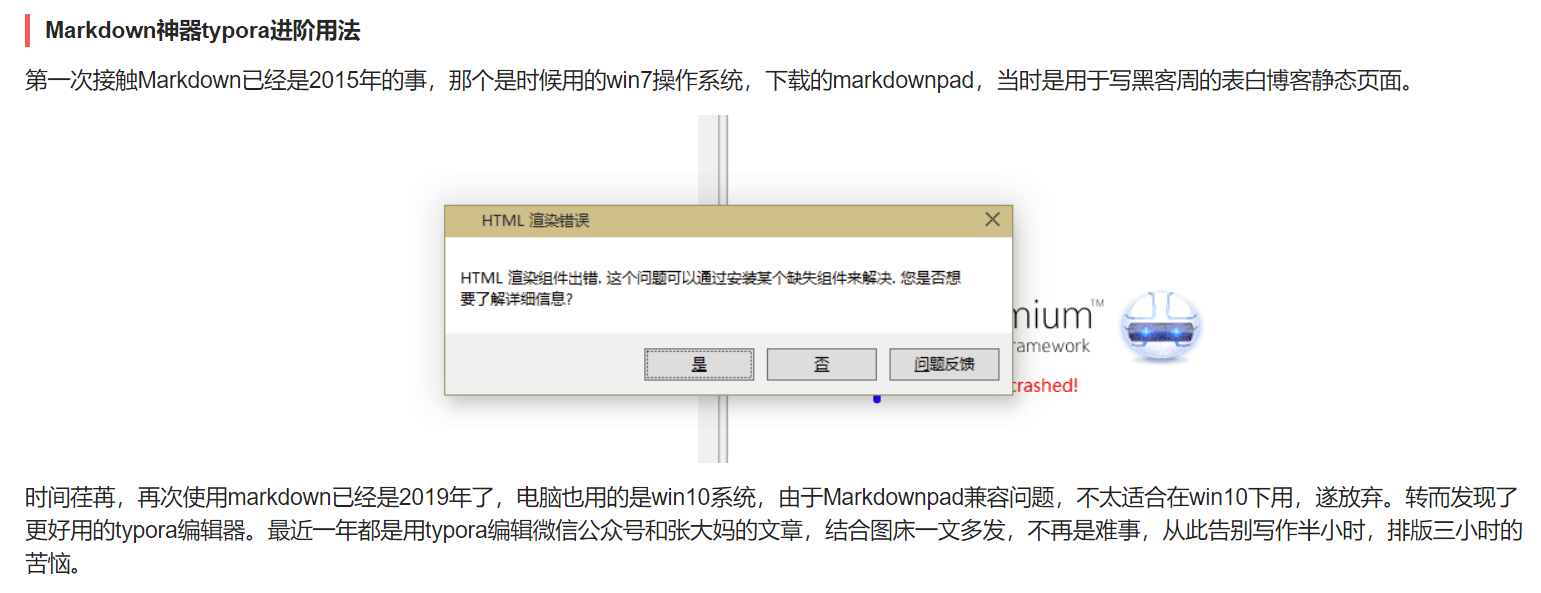 Markdown神器typora进阶用法
第一次接触Markdown已经是2015年的事，那个是时候用的win7操作系统，下载的markdownpad，当时是用于写黑客周的表白博客静态页面。
HTML 渲染错误
HTML 渲染组件出错. 这个问题可以通过安装某个缺失组件来解决. 您是否想
要了解详细信息?
mium™
ramework
是 否 问题反馈
crashed!
时间荏苒，再次使用markdown已经是2019年了，电脑也用的是win10系统，由于Markdownpad兼容问题，不太适合在win10下用，遂放弃。转而发现了
更好用的typora编辑器。最近一年都是用typora编辑微信公众号和张大妈的文章，结合图床一文多发，不再是难事，从此告别写作半小时，排版三小时的
苦恼。